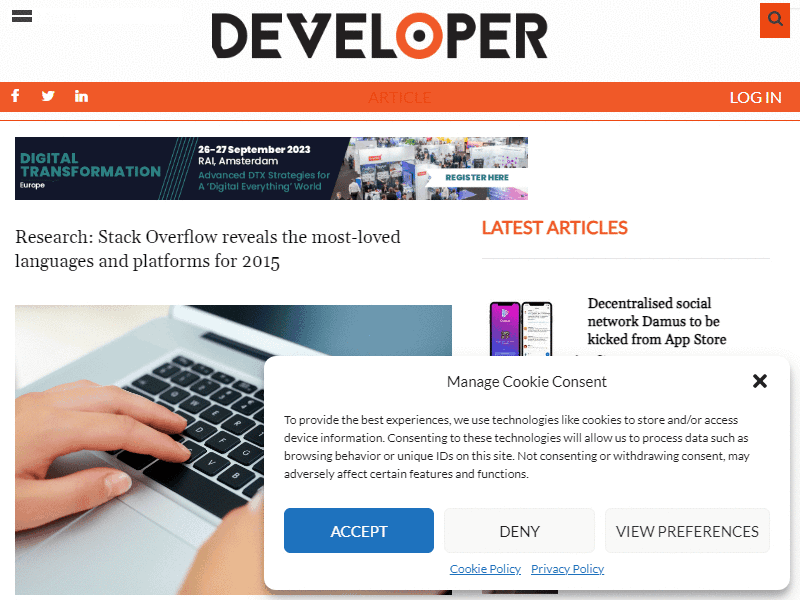 DEVELOPER
ARTICLE
LOG IN
DIGITAL
TRANSFORMATION
Europe
26-27 September 2023
RAI, Amsterdam
Advanced DTX Strategies for
A 'Digital Everything' World
REGISTER HERE
Research: Stack Overflow reveals the most-loved
languages and platforms for 2015
LATEST ARTICLES
Decentralised social
network Damus to be
kicked from App Store
Manage Cookie Consent
To provide the best experiences, we use technologies like cookies to store and/or access
device information. Consenting to these technologies will allow us to process data such as
browsing behavior or unique IDs on this site. Not consenting or withdrawing consent, may
adversely affect certain features and functions.
ACCEPT
DENY
VIEW PREFERENCES
Cookie Policy
Privacy Policy